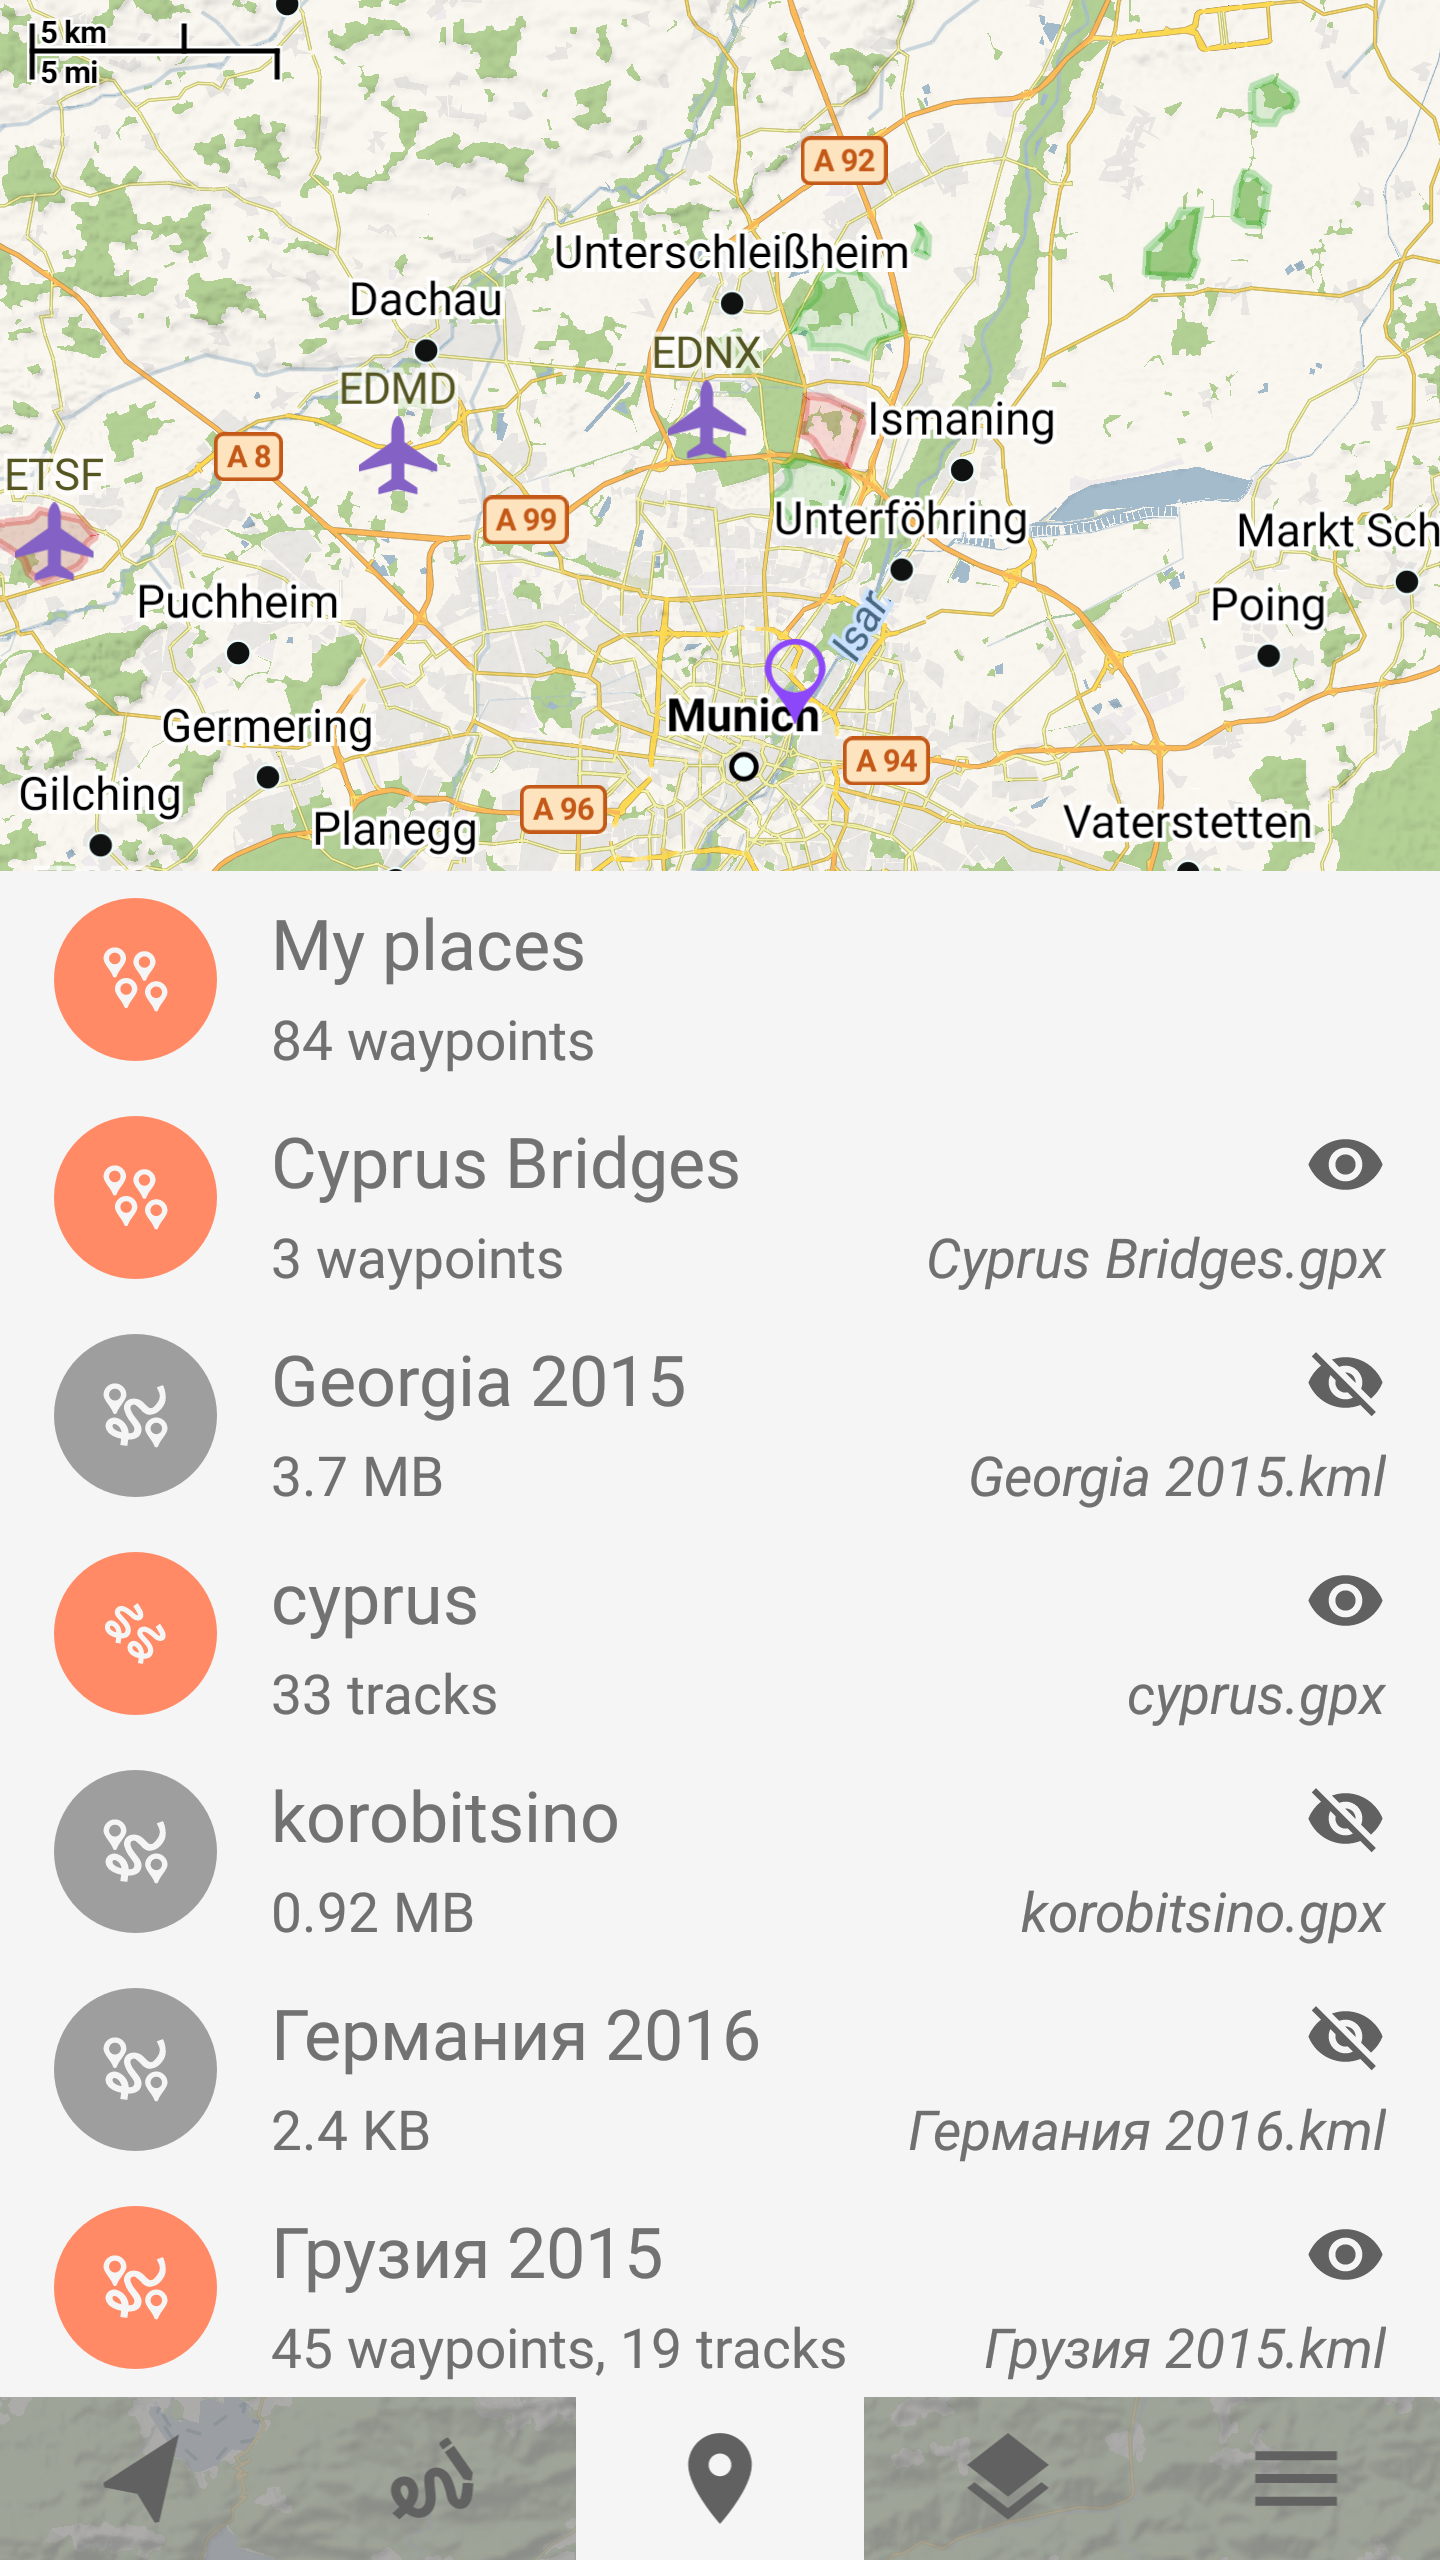 5 km
5 mi
A 92
Unterschleißheim
Dachau
EDNX
EDMD
Ismaning
A 8
ETSF
A 99
Unterföhring
Markt Sch
Puchheim
Isar
Poing
Munich
Germering
A 94
Gilching
A 96
Planegg
Vaterstetten
My places
84 waypoints
Cyprus Bridges
3 waypoints Cyprus Bridges.gpx
Georgia 2015
3.7 MB Georgia 2015.kml
cyprus
33 tracks cyprus.gpx
korobitsino
0.92 MB korobitsino.gpx
Германия 2016
2.4 KB Германия 2016.kml
Грузия 2015
45 waypoints, 19 tracks Грузия 2015.kml